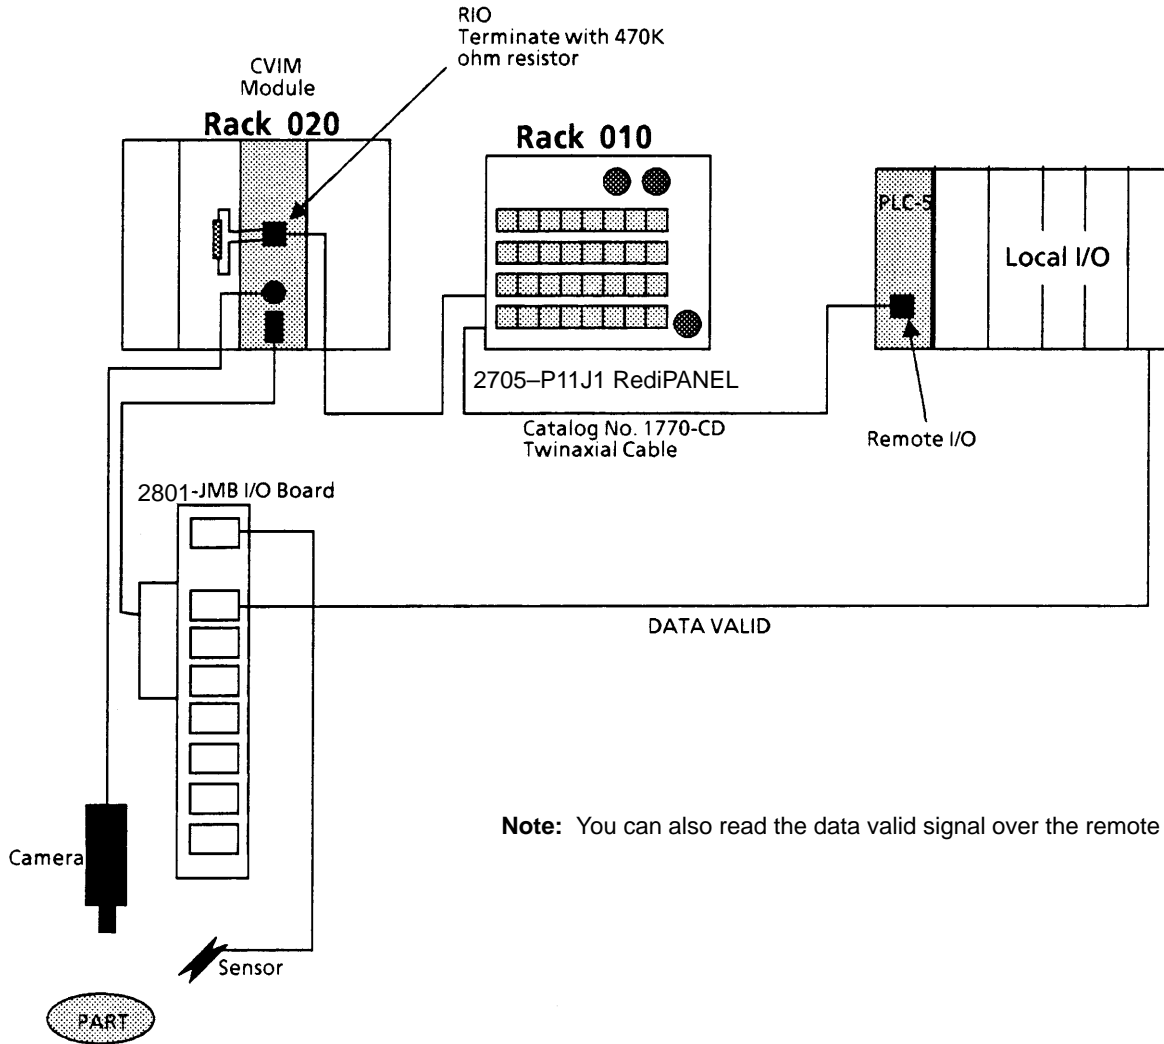 RIO
Terminate with 470K
ohm resistor
CVIM
Module
Rack 020
Rack 010
PLC-5
Local I/O
2705–P11J1 RediPANEL
Catalog No. 1770-CD
Twinaxial Cable
Remote I/O
2801-JMB I/O Board
DATA VALID
Note: You can also read the data valid signal over the remote
Camera
Sensor
PART